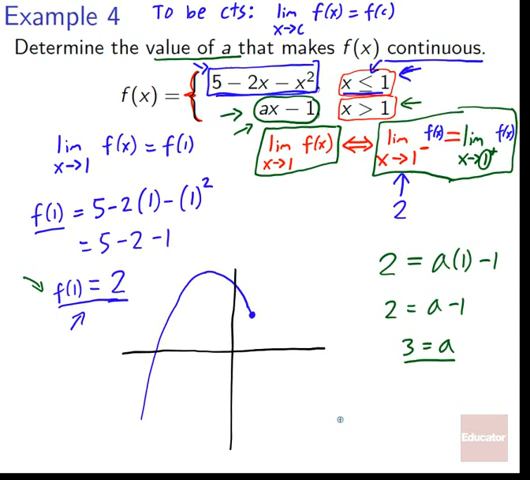 Example 4 To be cts: lim x→c f(x) = f(c)
Determine the value of a that makes f(x) continuous.
f(x) = { 5 − 2x − x² x ≤ 1
ax − 1 x > 1
lim x→1 f(x) = f(1)
lim x→1 f(x) ⇔ lim x→1⁻ f(x) = lim x→1⁺ f(x)
2
f(1) = 5 − 2(1) − (1)²
= 5 − 2 − 1
f(1) = 2
2 = a(1) − 1
2 = a − 1
3 = a
Educator